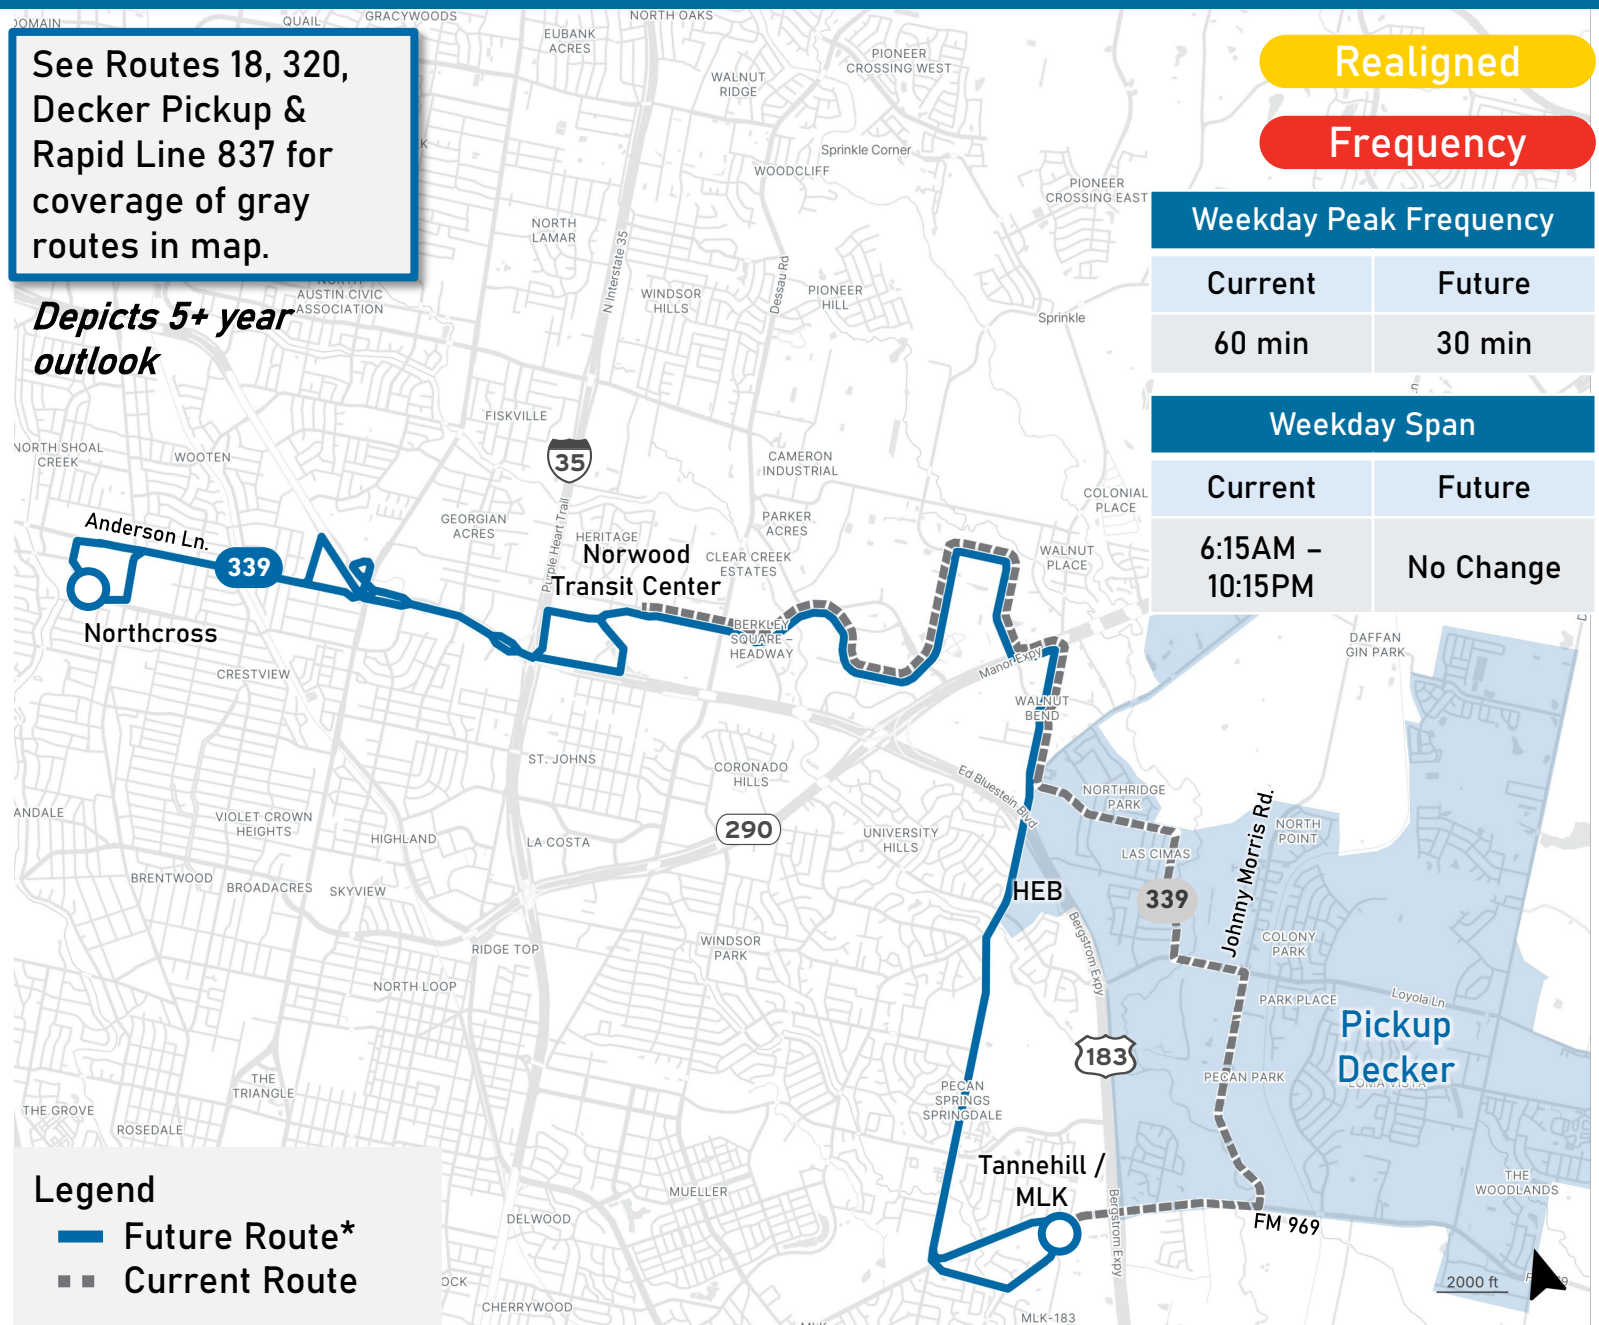 See Routes 18, 320,
Decker Pickup &
Rapid Line 837 for
coverage of gray
routes in map.
Depicts 5+ year
outlook
Realigned
Frequency
Weekday Peak Frequency
Current Future
60 min 30 min
Weekday Span
Current Future
6:15AM –
10:15PM
No Change
QUAIL
GRACYWOODS
NORTH OAKS
EUBANK
ACRES
WALNUT
RIDGE
PIONEER
CROSSING WEST
Sprinkle Corner
WOODCLIFF
PIONEER
CROSSING EAST
NORTH
LAMAR
N Interstate 35
Dessau Rd
AUSTIN CIVIC
ASSOCIATION
WINDSOR
HILLS
PIONEER
HILL
Sprinkle
FISKVILLE
NORTH SHOAL
CREEK
WOOTEN
35
CAMERON
INDUSTRIAL
COLONIAL
PLACE
Anderson Ln.
339
GEORGIAN
ACRES
Purple Heart Trail
HERITAGE
PARKER
ACRES
Norwood
Transit Center
CLEAR CREEK
ESTATES
WALNUT
PLACE
Northcross
BERKLEY
SQUARE –
HEADWAY
Manor Expy
DAFFAN
GIN PARK
CRESTVIEW
WALNUT
BEND
ST. JOHNS
CORONADO
HILLS
Ed Bluestein Blvd
NORTHRIDGE
PARK
VIOLET CROWN
HEIGHTS
HIGHLAND
LA COSTA
290
UNIVERSITY
HILLS
NORTH
POINT
LAS CIMAS
Johnny Morris Rd.
BRENTWOOD
BROADACRES
SKYVIEW
HEB
339
Bergstrom Expy
RIDGE TOP
WINDSOR
PARK
COLONY
PARK
NORTH LOOP
PARK PLACE
Loyola Ln
Pickup
Decker
183
THE
TRIANGLE
PECAN
SPRINGS
SPRINGDALE
PECAN PARK
LOMA VISTA
THE GROVE
ROSEDALE
Tannehill /
MLK
MUELLER
DELWOOD
Bergstrom Expy
THE
WOODLANDS
FM 969
Legend
Future Route*
Current Route
CHERRYWOOD
MLK-183
2000 ft